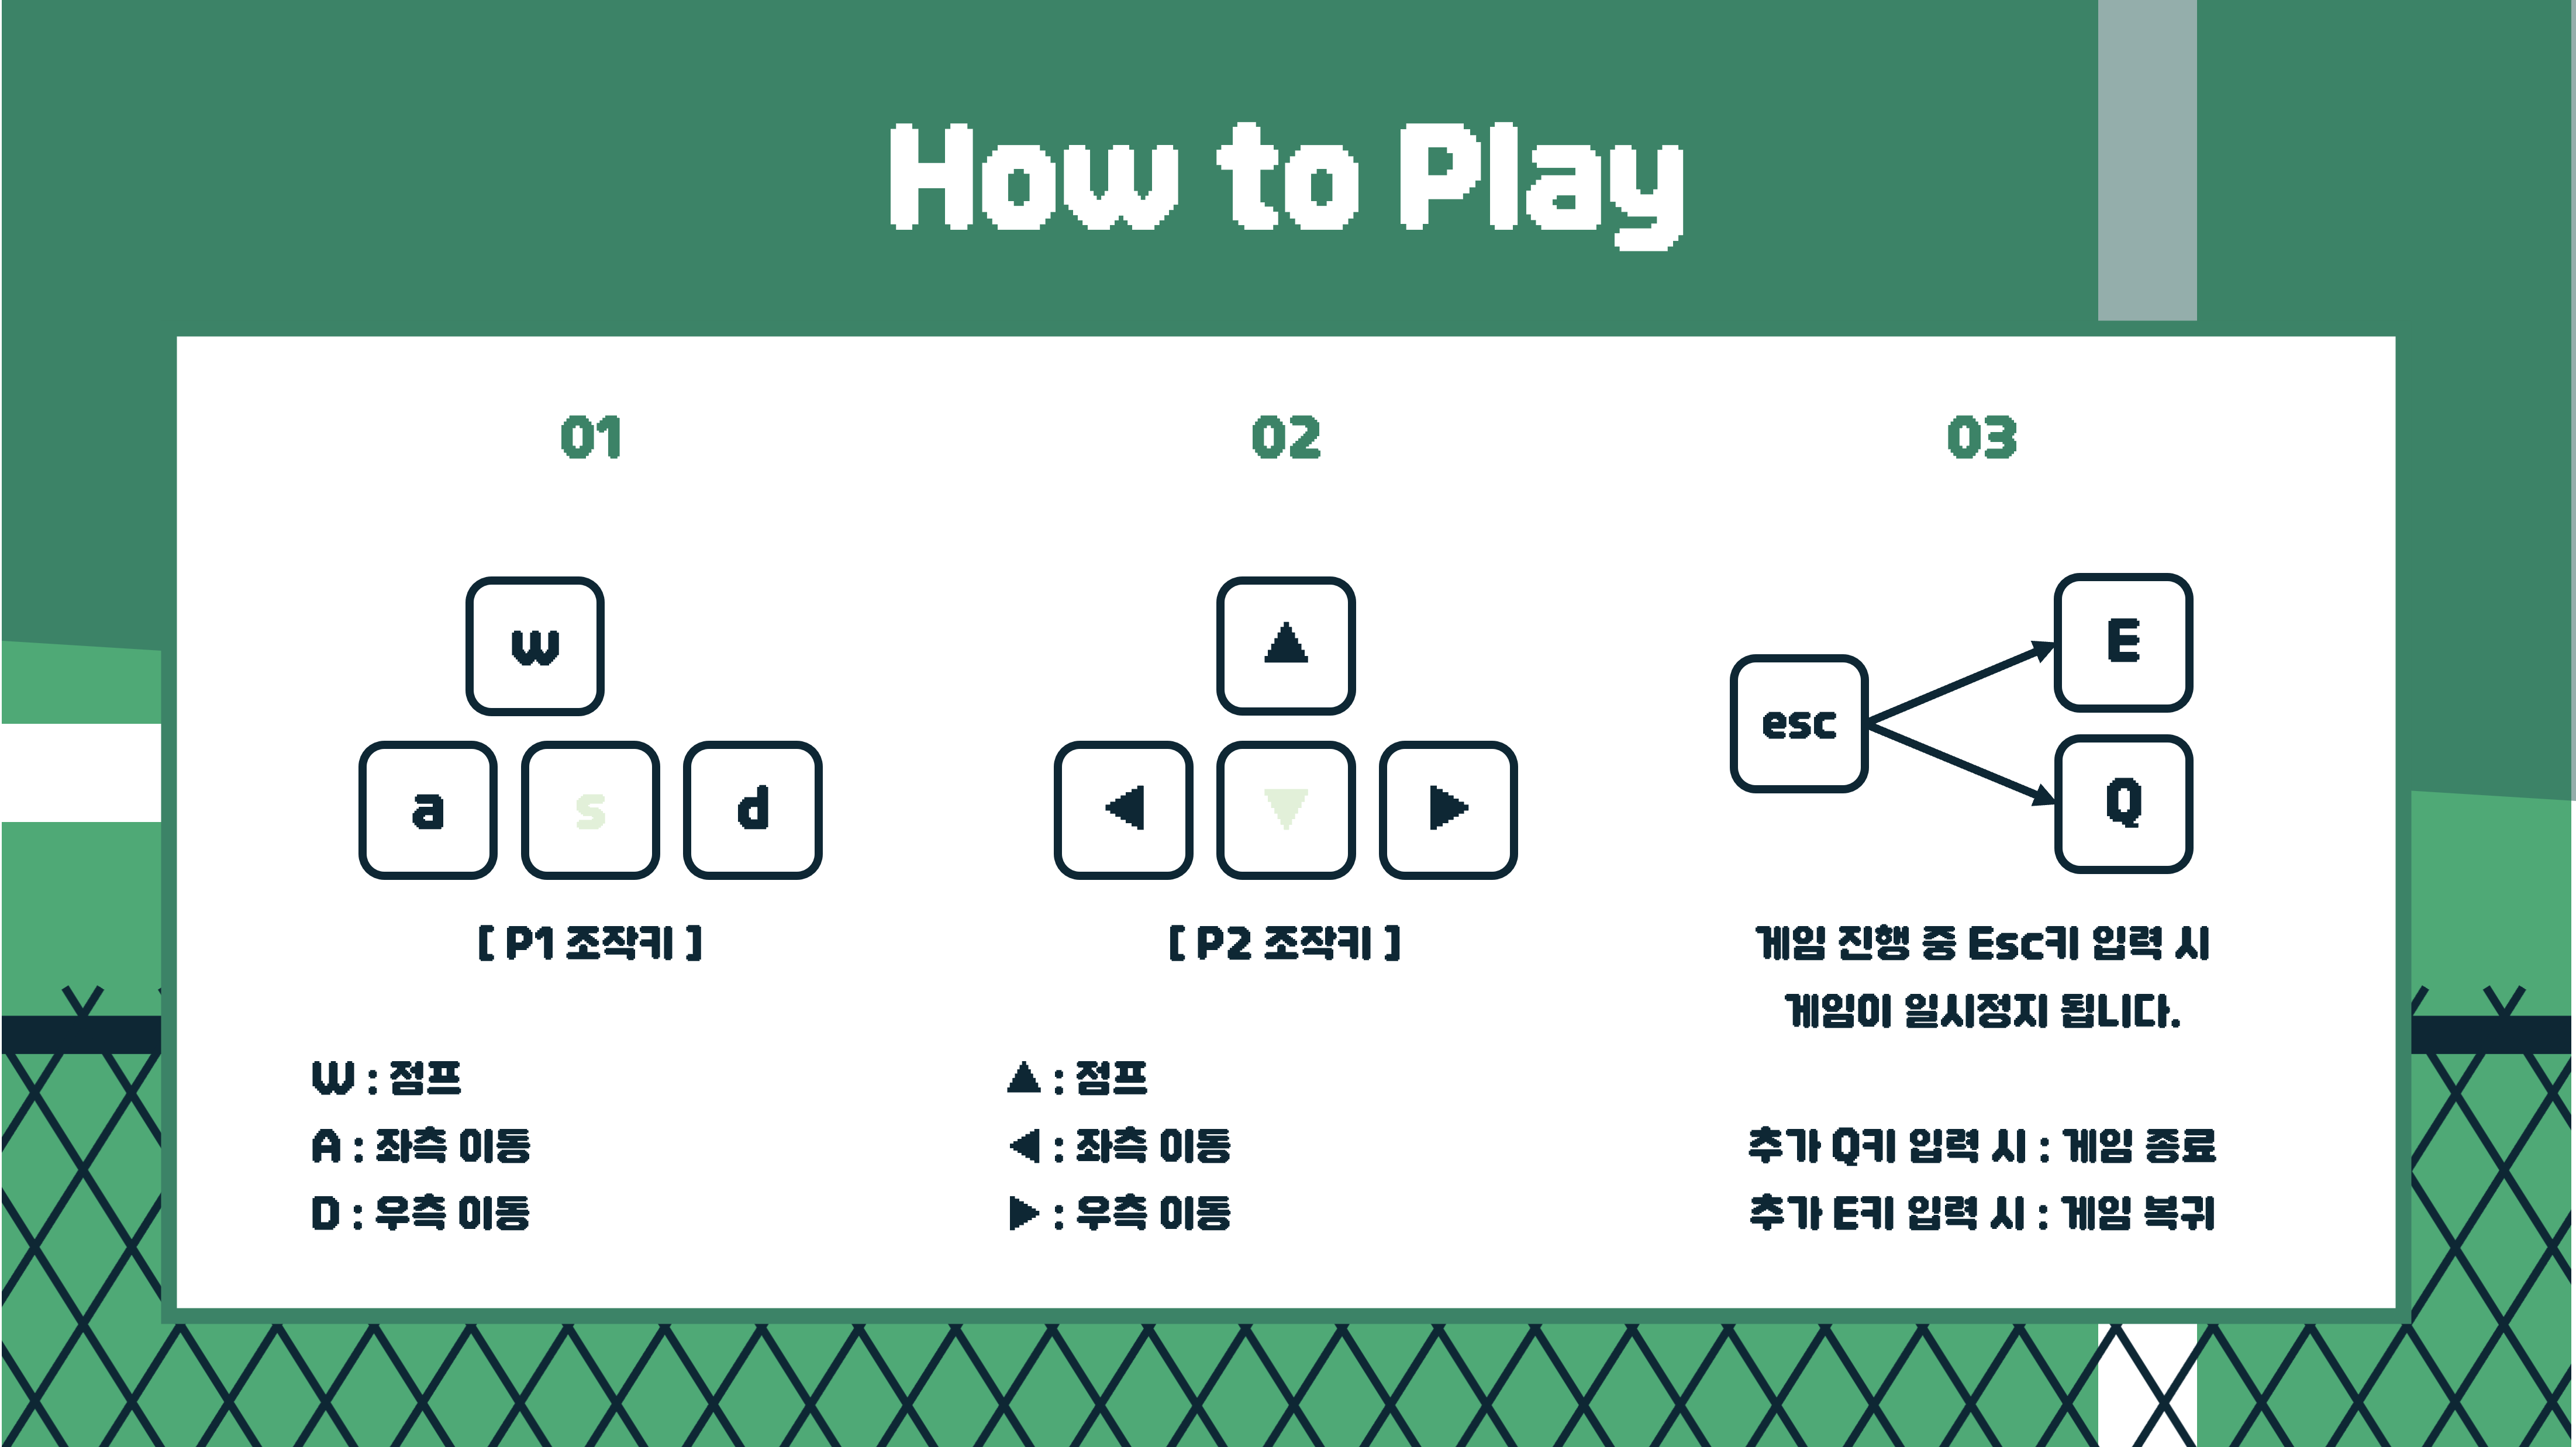 How to Play
01
w
a s d
[ P1 조작키 ]
W : 점프
A : 좌측 이동
D : 우측 이동
02
▲
◀ ▼ ▶
[ P2 조작키 ]
▲ : 점프
◀ : 좌측 이동
▶ : 우측 이동
03
esc
E
Q
게임 진행 중 Esc키 입력 시
게임이 일시정지 됩니다.
추가 Q키 입력 시 : 게임 종료
추가 E키 입력 시 : 게임 복귀